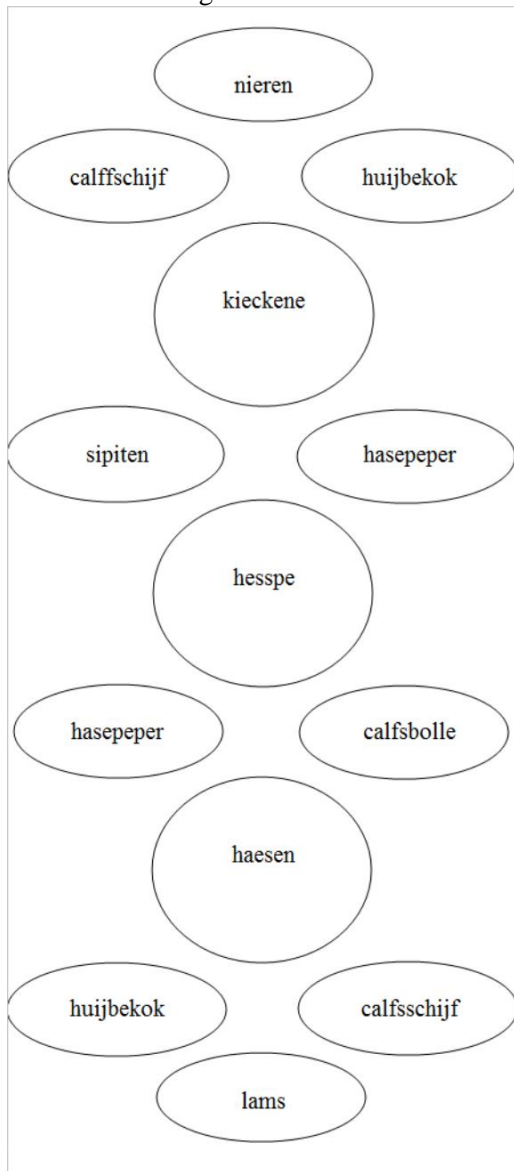 nieren
calffschijf huijbekok
kieckene
sipiten hasepeper
hesspe
hasepeper calfsbolle
haesen
huijbekok calfsschijf
lams